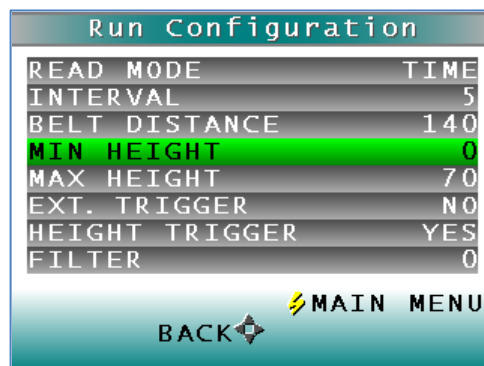 Run Configuration
READ MODE TIME
INTERVAL 5
BELT DISTANCE 140
MIN HEIGHT 0
MAX HEIGHT 70
EXT. TRIGGER NO
HEIGHT TRIGGER YES
FILTER 0
MAIN MENU
BACK